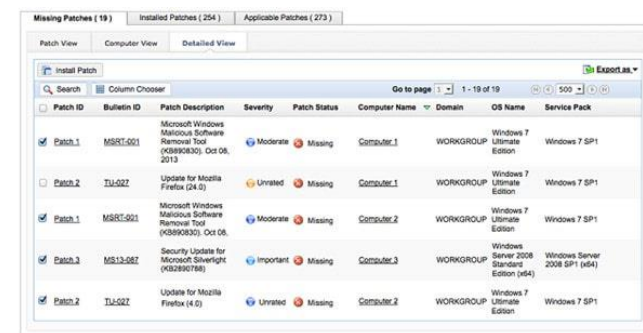 Missing Patches ( 19 ) Installed Patches ( 254 ) Applicable Patches ( 273 )
Patch View Computer View Detailed View
Install Patch Export as
Search Column Chooser Go to page 1 1 - 19 of 19 500
Patch ID Bulletin ID Patch Description Severity Patch Status Computer Name Domain OS Name Service Pack
Microsoft Windows
Malicious Software
Removal Tool
(KB890830). Oct 08,
2013
Patch 1 MSRT-001 Moderate Missing Computer 1 WORKGROUP
Windows 7
Ultimate
Edition
Windows 7 SP1
Patch 2 TU-027
Update for Mozilla
Firefox (24.0)
Unrated Missing Computer 1 WORKGROUP
Windows 7
Ultimate
Edition
Windows 7 SP1
Patch 1 MSRT-001
Microsoft Windows
Malicious Software
Removal Tool
(KB890830). Oct 08,
Moderate Missing Computer 2 WORKGROUP
Windows 7
Ultimate
Edition
Windows 7 SP1
Patch 3 MS13-087
Security Update for
Microsoft Silverlight
(KB2890788)
Important Missing Computer 3 WORKGROUP
Windows
Server 2008
Standard
Edition (x64)
Windows Server
2008 SP1 (x64)
Patch 2 TU-027
Update for Mozilla
Firefox (4.0)
Unrated Missing Computer 2 WORKGROUP
Windows 7
Ultimate
Edition
Windows 7 SP1